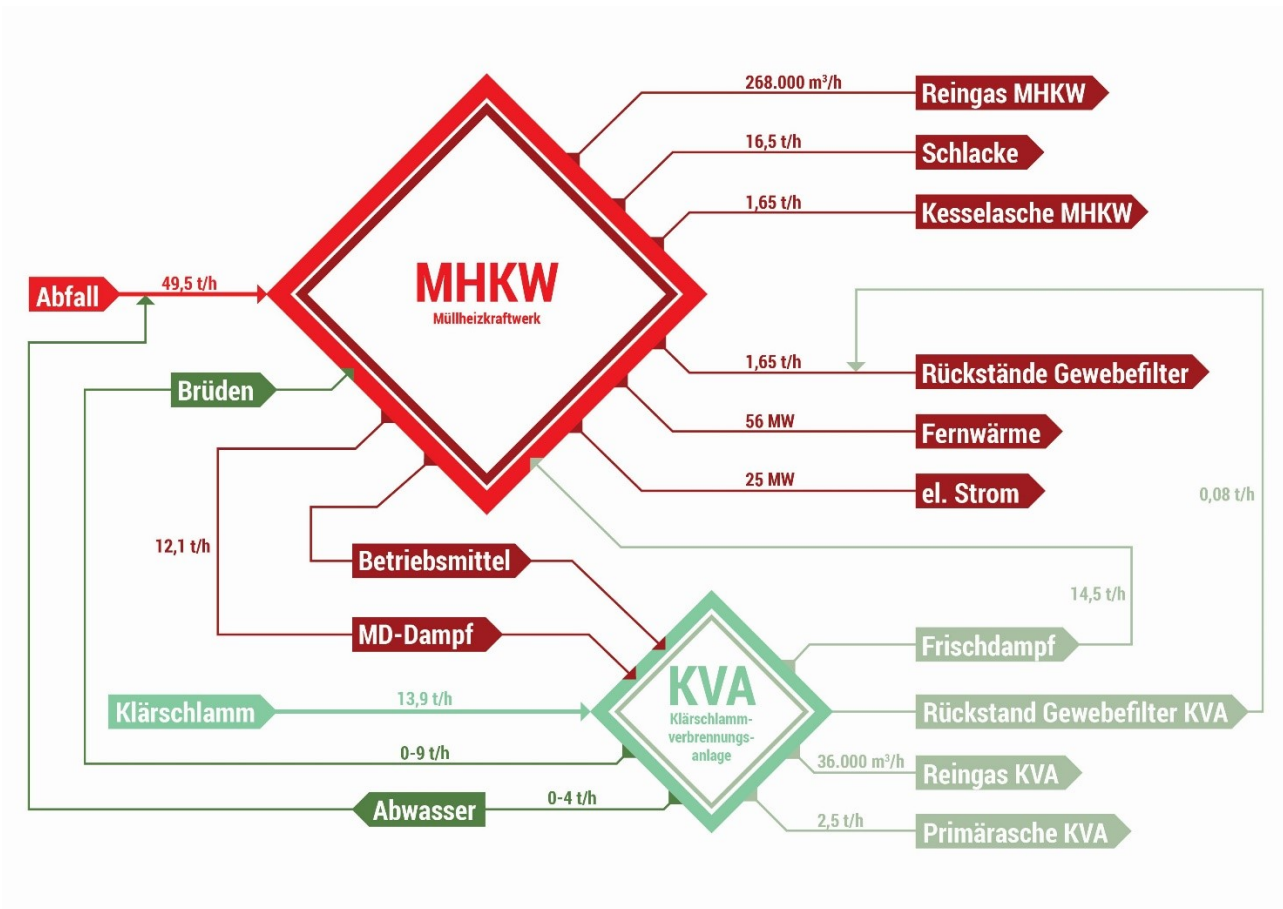 268.000 m³/h
Reingas MHKW
16,5 t/h
Schlacke
1,65 t/h
Kesselasche MHKW
MHKW
Müllheizkraftwerk
Abfall
49,5 t/h
Brüden
1,65 t/h
Rückstände Gewebefilter
56 MW
Fernwärme
25 MW
el. Strom
0,08 t/h
12,1 t/h
Betriebsmittel
14,5 t/h
MD-Dampf
Frischdampf
KVA
Klärschlamm-
verbrennungs-
anlage
Klärschlamm
13,9 t/h
Rückstand Gewebefilter KVA
0-9 t/h
36.000 m³/h
Reingas KVA
Abwasser
0-4 t/h
2,5 t/h
Primärasche KVA